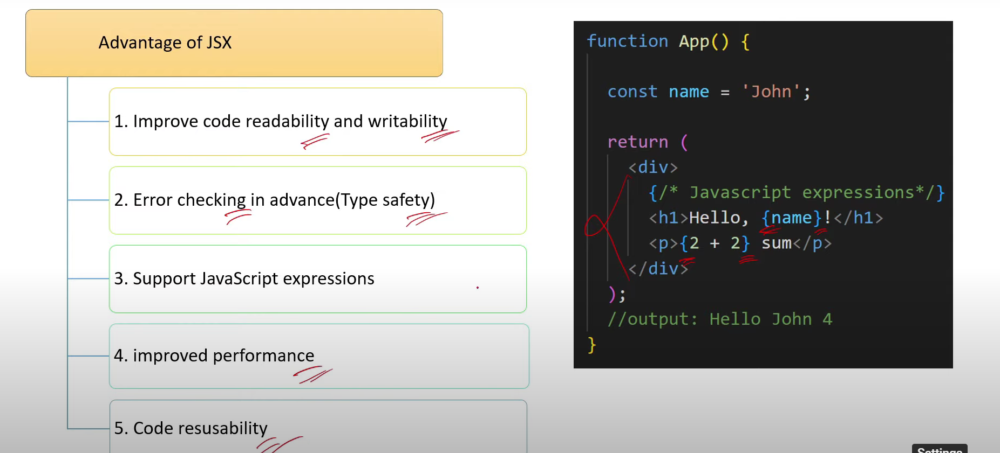 Advantage of JSX
1. Improve code readability and writability
2. Error checking in advance(Type safety)
3. Support JavaScript expressions
4. improved performance
5. Code resusability
function App() {
const name = 'John';
return (
<div>
{/* Javascript expressions*/}
<h1>Hello, {name}!</h1>
<p>{2 + 2} sum</p>
</div>
);
//output: Hello John 4
}
Settings